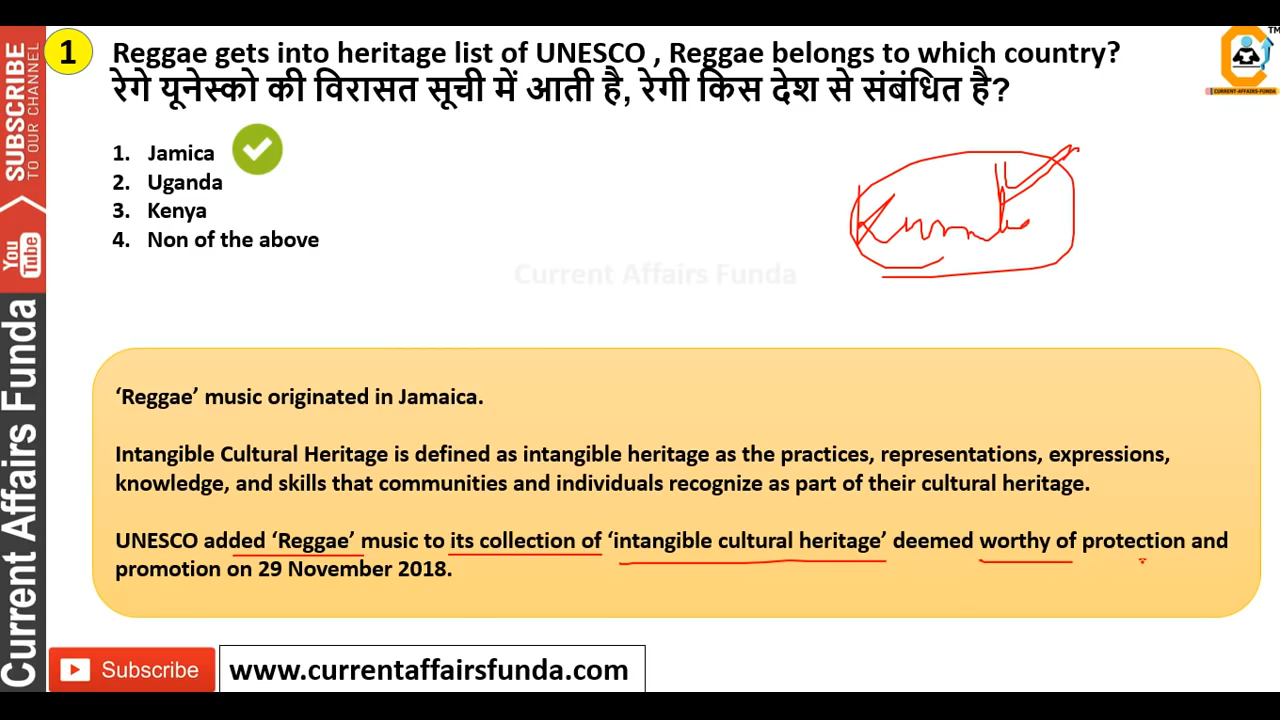 SUBSCRIBE
TO OUR CHANNEL
You
Tube
Current Affairs Funda
1
Reggae gets into heritage list of UNESCO , Reggae belongs to which country?
रेगे यूनेस्को की विरासत सूची में आती है, रेगी किस देश से संबंधित है?
TM
CURRENT-AFFAIRS-FUNDA
1. Jamica
2. Uganda
3. Kenya
4. Non of the above
Current Affairs Funda
‘Reggae’ music originated in Jamaica.
Intangible Cultural Heritage is defined as intangible heritage as the practices, representations, expressions,
knowledge, and skills that communities and individuals recognize as part of their cultural heritage.
UNESCO added ‘Reggae’ music to its collection of ‘intangible cultural heritage’ deemed worthy of protection and
promotion on 29 November 2018.
Subscribe
www.currentaffairsfunda.com